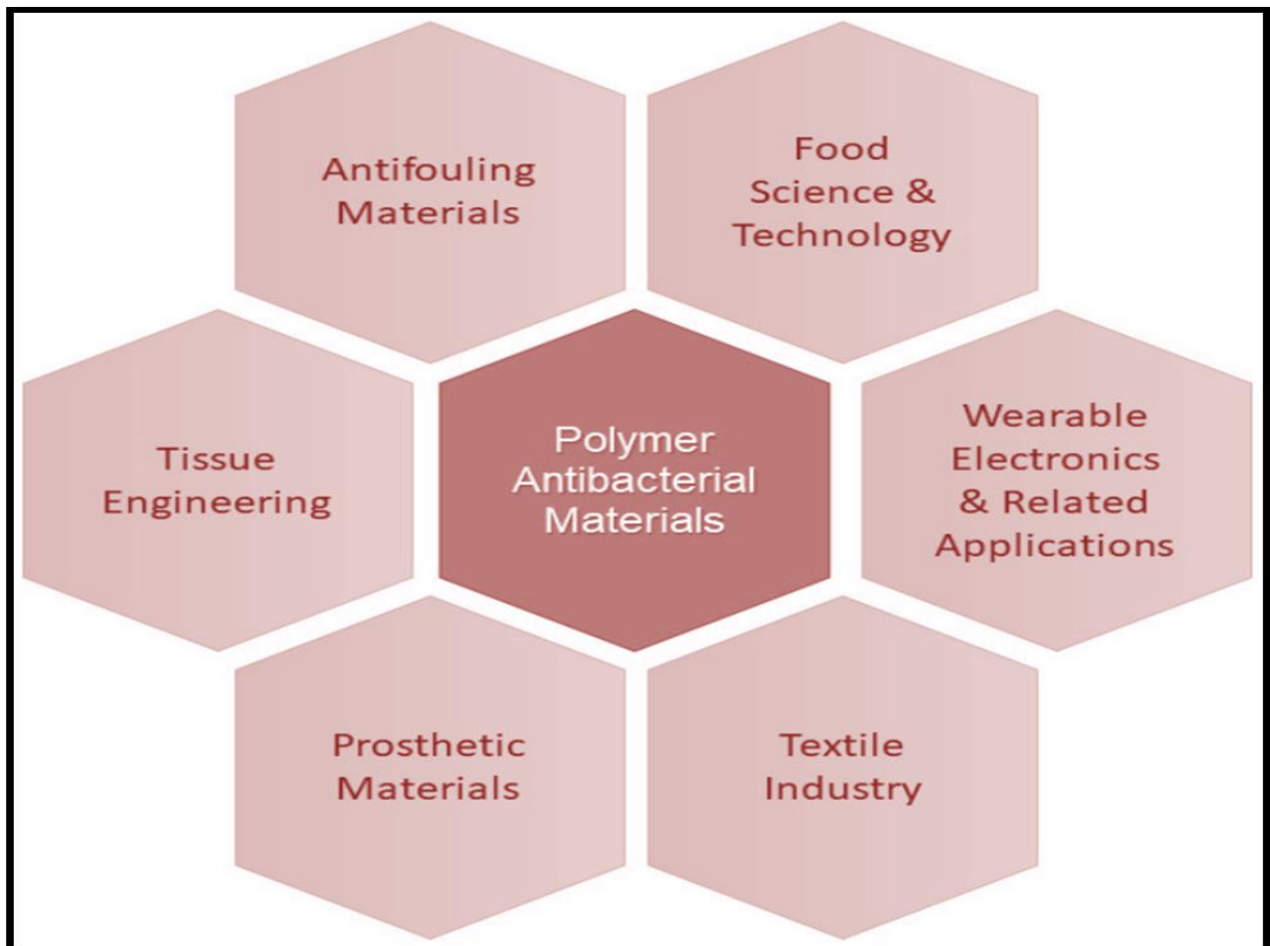 Antifouling
Materials
Food
Science &
Technology
Tissue
Engineering
Polymer
Antibacterial
Materials
Wearable
Electronics
& Related
Applications
Prosthetic
Materials
Textile
Industry